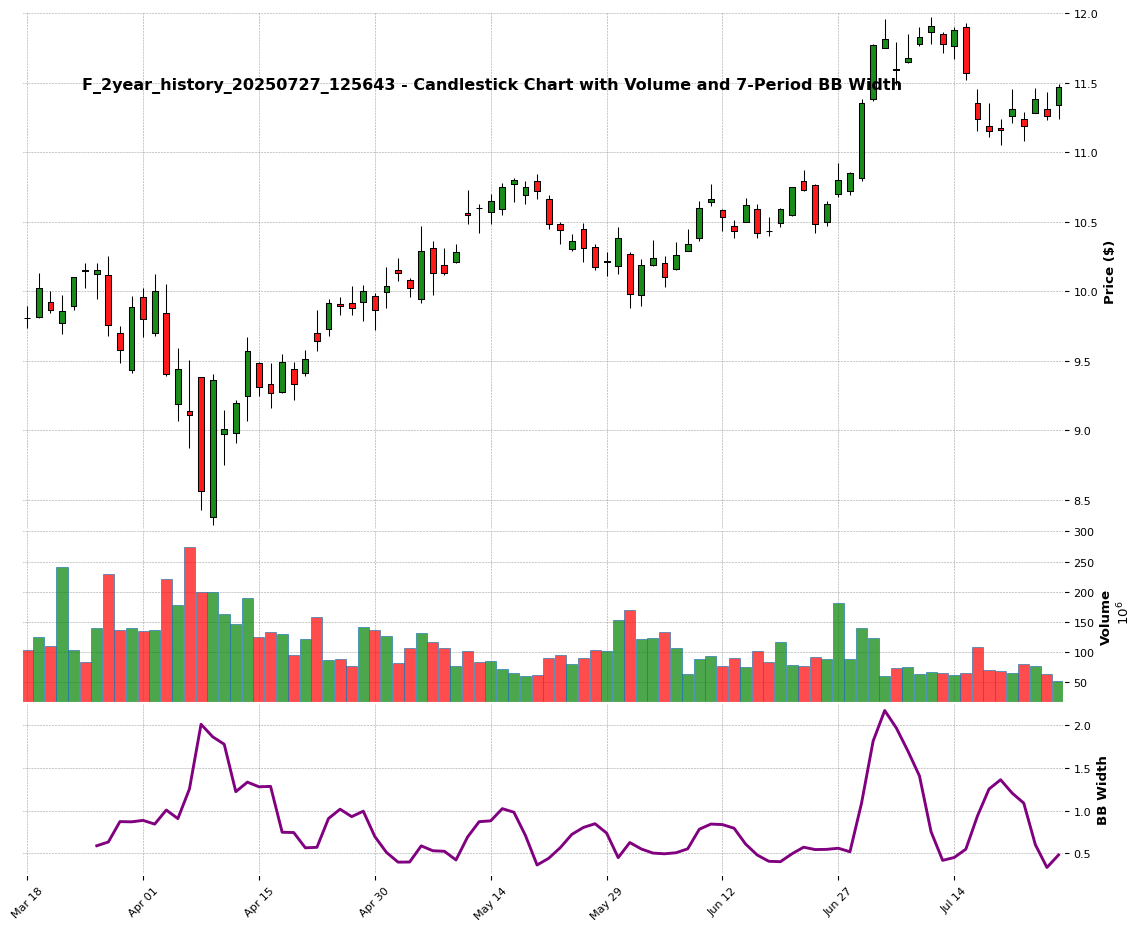 F_2year_history_20250727_125643 - Candlestick Chart with Volume and 7-Period BB Width
12.0
11.5
11.0
10.5
10.0
9.5
9.0
8.5
Price ($)
300
250
200
150
100
50
Volume
10^6
2.0
1.5
1.0
0.5
BB Width
Mar 18
Apr 01
Apr 15
Apr 30
May 14
May 29
Jun 12
Jun 27
Jul 14